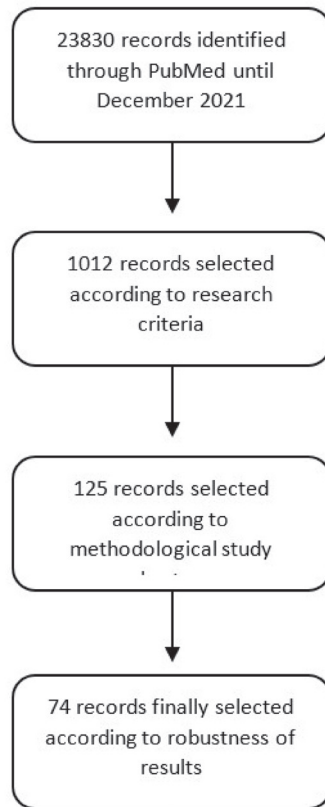 23830 records identified
through PubMed until
December 2021
1012 records selected
according to research
criteria
125 records selected
according to
methodological study
74 records finally selected
according to robustness of
results